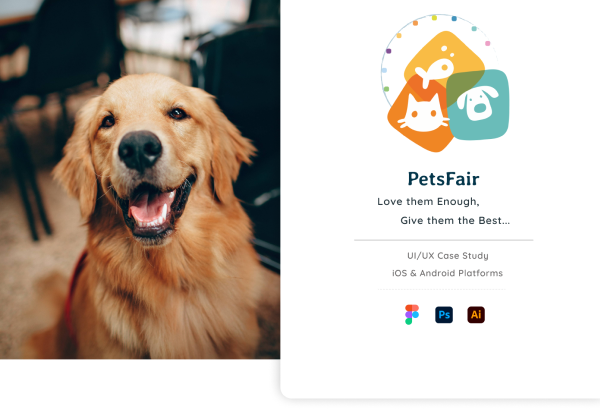 PetsFair
Love them Enough,
Give them the Best...
UI/UX Case Study
iOS & Android Platforms
Ps
Ai